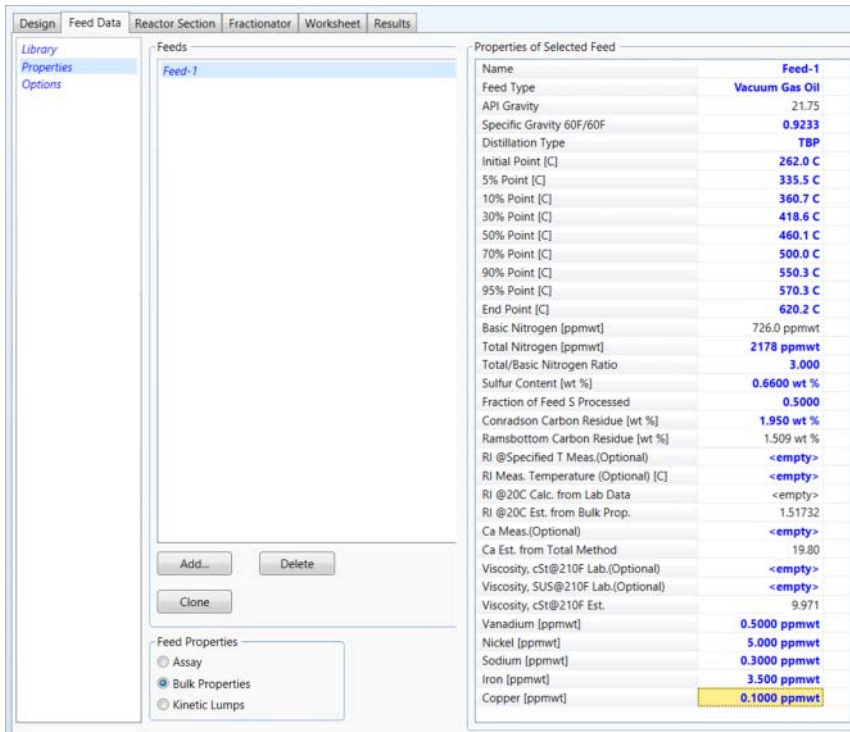 Design Feed Data Reactor Section Fractionator Worksheet Results
Library
Properties
Options
Feeds
Feed-1
Add...
Delete
Clone
Feed Properties
Assay
Bulk Properties
Kinetic Lumps
Properties of Selected Feed
Name Feed-1
Feed Type Vacuum Gas Oil
API Gravity 21.75
Specific Gravity 60F/60F 0.9233
Distillation Type TBP
Initial Point [C] 262.0 C
5% Point [C] 335.5 C
10% Point [C] 360.7 C
30% Point [C] 418.6 C
50% Point [C] 460.1 C
70% Point [C] 500.0 C
90% Point [C] 550.3 C
95% Point [C] 570.3 C
End Point [C] 620.2 C
Basic Nitrogen [ppmwt] 726.0 ppmwt
Total Nitrogen [ppmwt] 2178 ppmwt
Total/Basic Nitrogen Ratio 3.000
Sulfur Content [wt %] 0.6600 wt %
Fraction of Feed S Processed 0.5000
Conradson Carbon Residue [wt %] 1.950 wt %
Ramsbottom Carbon Residue [wt %] 1.509 wt %
RI @Specified T Meas.(Optional) <empty>
RI Meas. Temperature (Optional) [C] <empty>
RI @20C Calc. from Lab Data <empty>
RI @20C Est. from Bulk Prop. 1.51732
Ca Meas.(Optional) <empty>
Ca Est. from Total Method 19.80
Viscosity, cSt@210F Lab.(Optional) <empty>
Viscosity, SUS@210F Lab.(Optional) <empty>
Viscosity, cSt@210F Est. 9.971
Vanadium [ppmwt] 0.5000 ppmwt
Nickel [ppmwt] 5.000 ppmwt
Sodium [ppmwt] 0.3000 ppmwt
Iron [ppmwt] 3.500 ppmwt
Copper [ppmwt] 0.1000 ppmwt